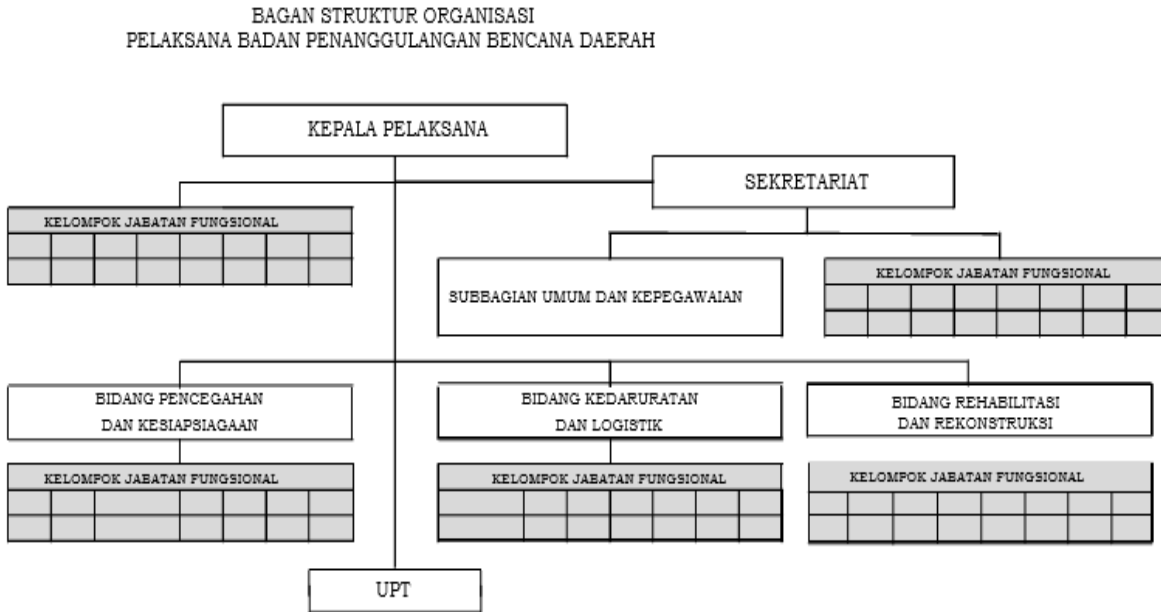 BAGAN STRUKTUR ORGANISASI
PELAKSANA BADAN PENANGGULANGAN BENCANA DAERAH
KEPALA PELAKSANA
SEKRETARIAT
KELOMPOK JABATAN FUNGSIONAL
SUBBAGIAN UMUM DAN KEPEGAWAIAN
KELOMPOK JABATAN FUNGSIONAL
BIDANG PENCEGAHAN
DAN KESIAPSIAGAAN
BIDANG KEDARURATAN
DAN LOGISTIK
BIDANG REHABILITASI
DAN REKONSTRUKSI
KELOMPOK JABATAN FUNGSIONAL
KELOMPOK JABATAN FUNGSIONAL
KELOMPOK JABATAN FUNGSIONAL
UPT